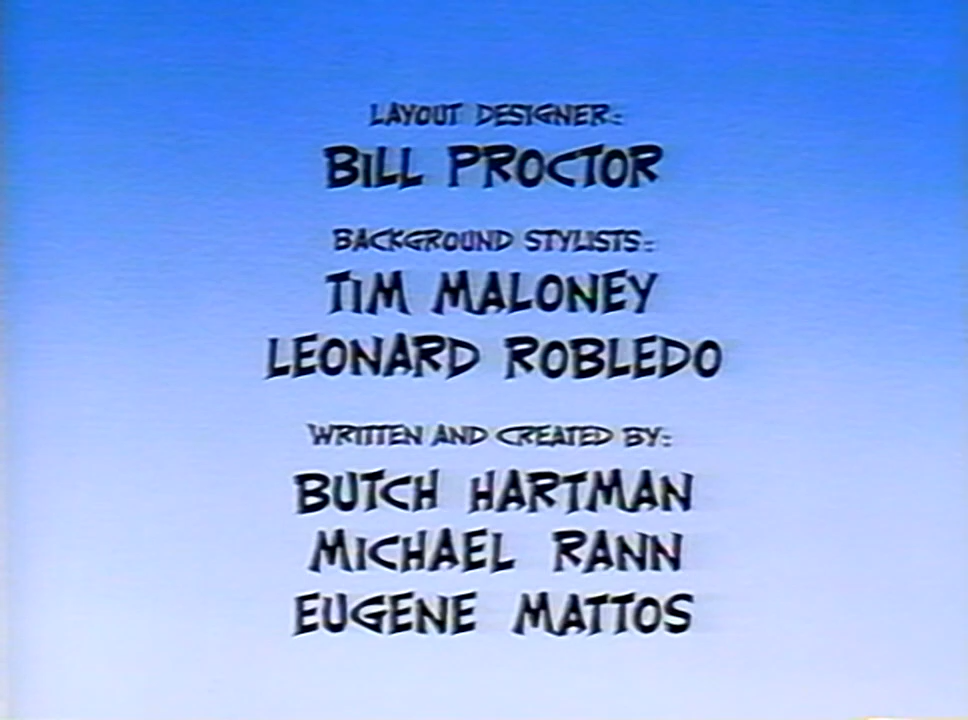 LAYOUT DESIGNER:
BILL PROCTOR
BACKGROUND STYLISTS:
TIM MALONEY
LEONARD ROBLEDO
WRITTEN AND CREATED BY:
BUTCH HARTMAN
MICHAEL RANN
EUGENE MATTOS